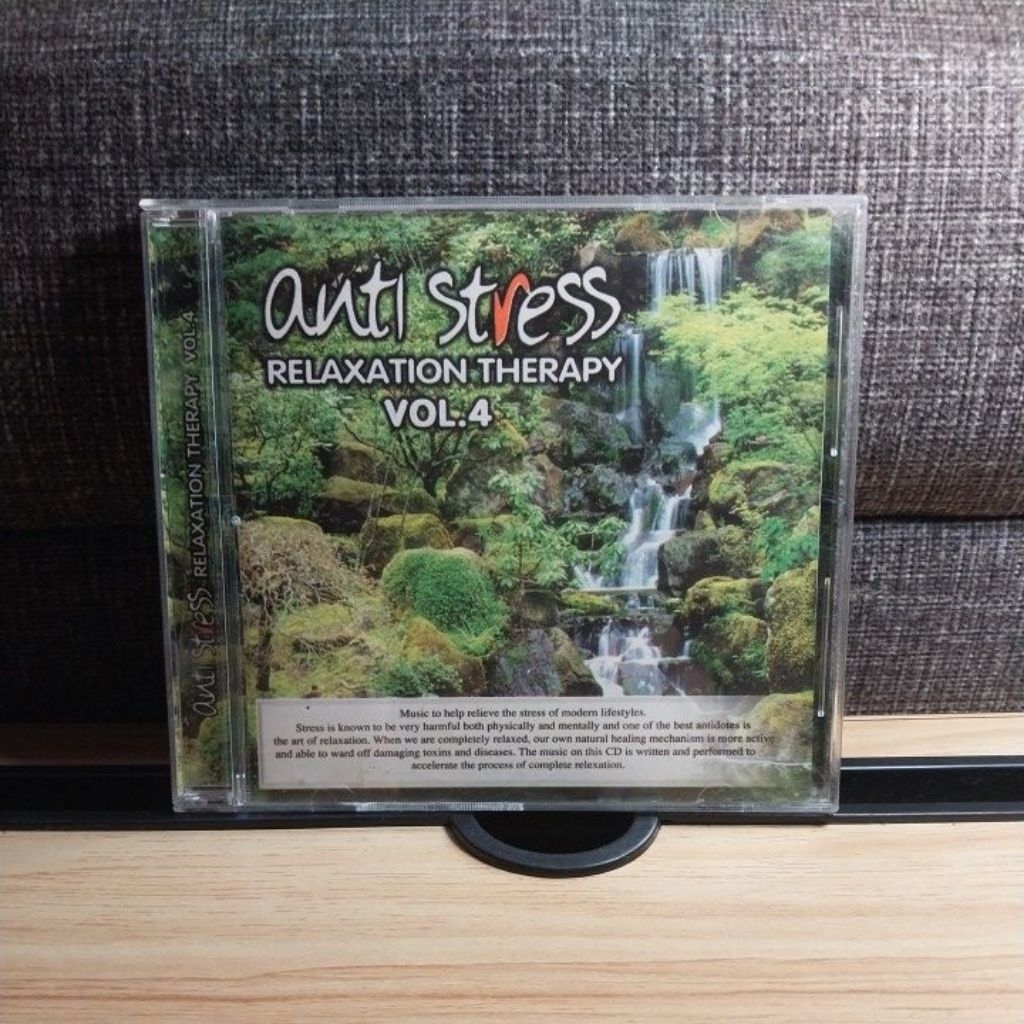 anti stress
RELAXATION THERAPY
VOL.4
anti stress RELAXATION THERAPY VOL.4
Music to help relieve the stress of modern lifestyles.
Stress is known to be very harmful both physically and mentally and one of the best antidotes is
the art of relaxation. When we are completely relaxed, our own natural healing mechanism is more active
and able to ward off damaging toxins and diseases. The music on this CD is written and performed to
accelerate the process of complete relaxation.